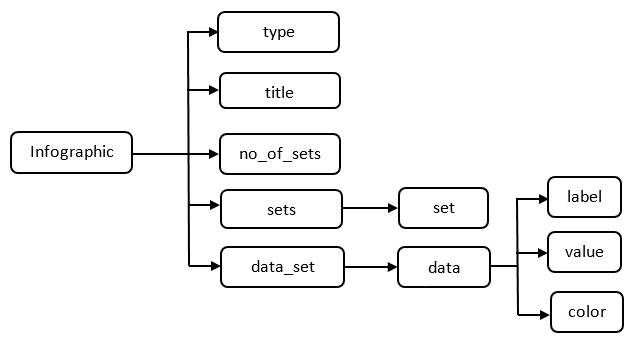 type
title
Infographic
no_of_sets
sets
set
data_set
data
label
value
color